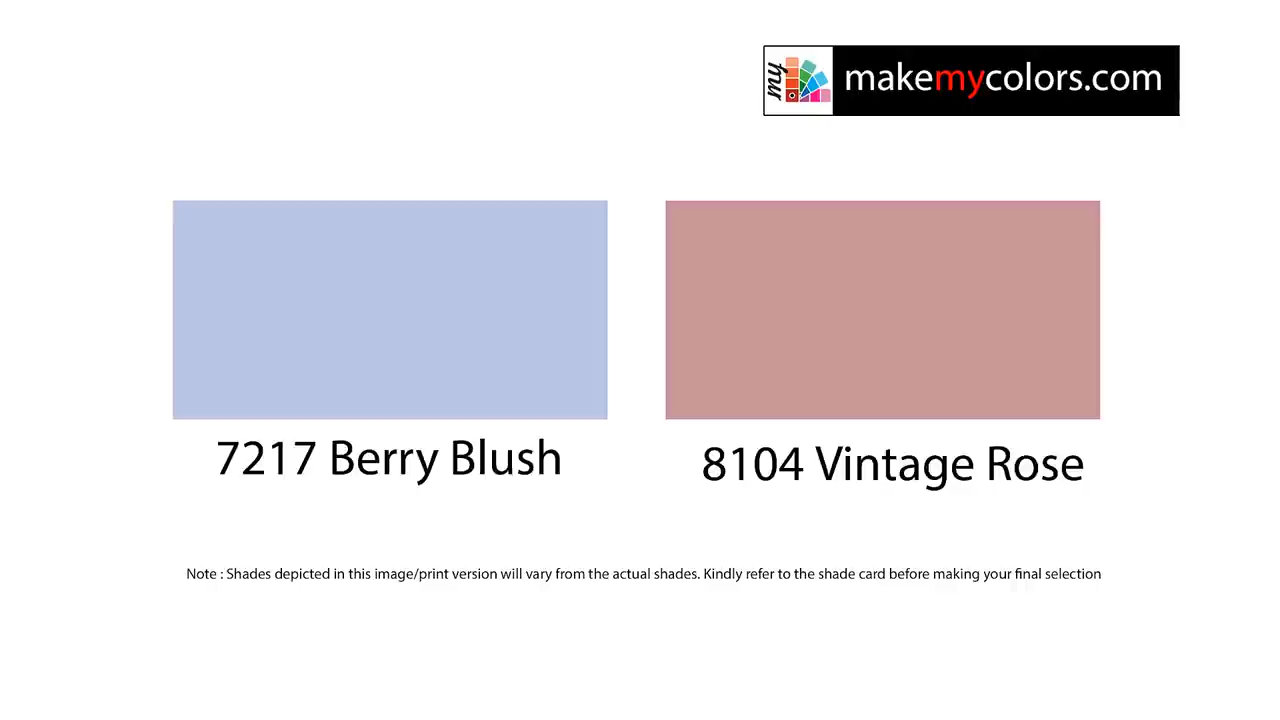 my
makemycolors.com
7217 Berry Blush
8104 Vintage Rose
Note : Shades depicted in this image/print version will vary from the actual shades. Kindly refer to the shade card before making your final selection